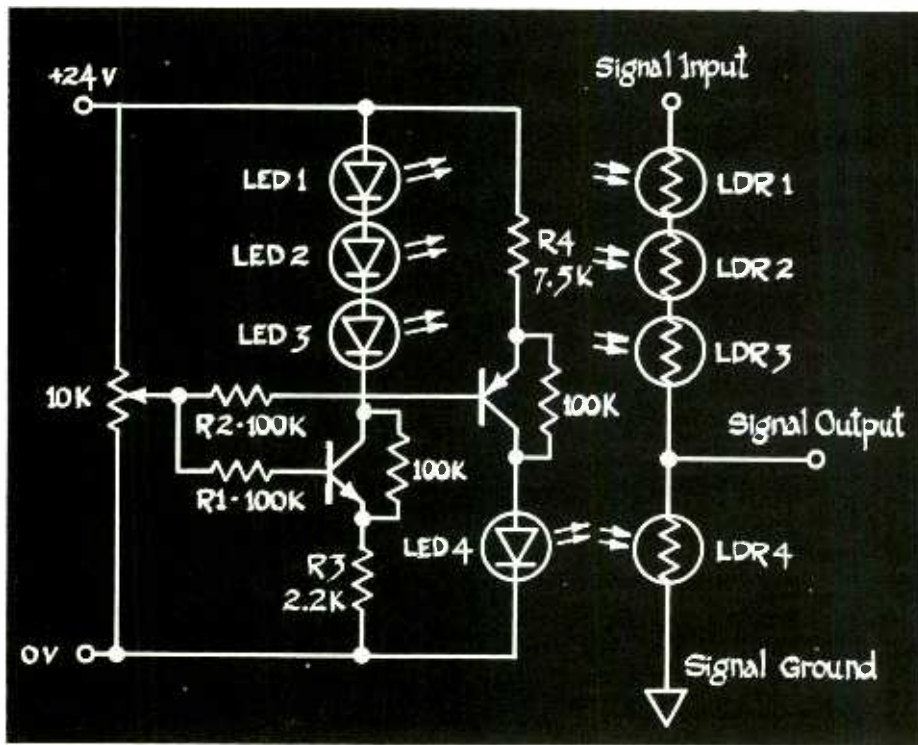 +24V
Signal Input
LED 1
LDR 1
LED 2
R4
7.5K
LDR 2
LED 3
LDR 3
10K
R2·100K
100K
Signal Output
R1·100K
100K
LED 4
LDR 4
R3
2.2K
0V
Signal Ground